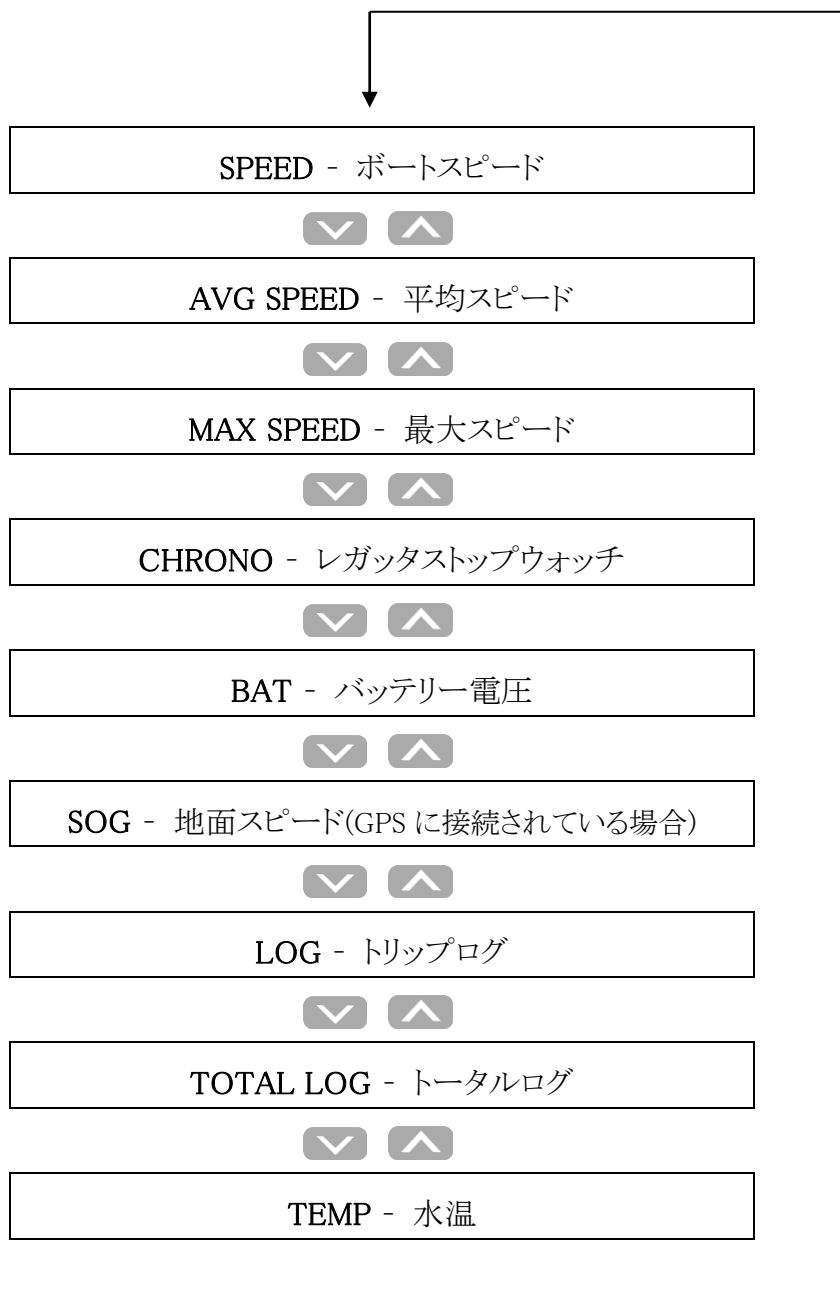 SPEED - ボートスピード
AVG SPEED - 平均スピード
MAX SPEED - 最大スピード
CHRONO - レガッタストップウォッチ
BAT - バッテリー電圧
SOG - 地面スピード(GPS に接続されている場合)
LOG - トリップログ
TOTAL LOG - トータルログ
TEMP - 水温